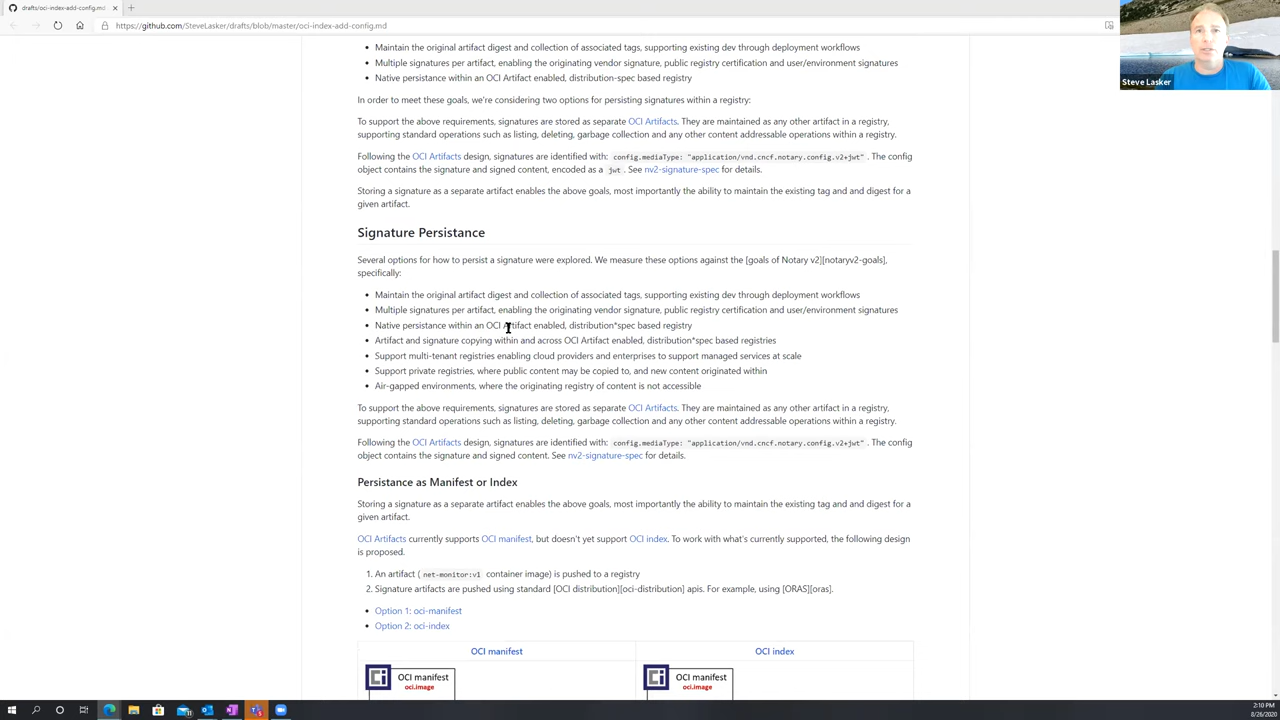 drafts/oci-index-add-config.md
https://github.com/SteveLasker/drafts/blob/master/oci-index-add-config.md
Steve Lasker
• Maintain the original artifact digest and collection of associated tags, supporting existing dev through deployment workflows
• Multiple signatures per artifact, enabling the originating vendor signature, public registry certification and user/environment signatures
• Native persistance within an OCI Artifact enabled, distribution-spec based registry
In order to meet these goals, we're considering two options for persisting signatures within a registry:
To support the above requirements, signatures are stored as separate OCI Artifacts. They are maintained as any other artifact in a registry,
supporting standard operations such as listing, deleting, garbage collection and any other content addressable operations within a registry.
Following the OCI Artifacts design, signatures are identified with: config.mediaType: "application/vnd.cncf.notary.config.v2+jwt" . The config
object contains the signature and signed content, encoded as a jwt . See nv2-signature-spec for details.
Storing a signature as a separate artifact enables the above goals, most importantly the ability to maintain the existing tag and and digest for a
given artifact.
Signature Persistance
Several options for how to persist a signature were explored. We measure these options against the [goals of Notary v2][notaryv2-goals],
specifically:
• Maintain the original artifact digest and collection of associated tags, supporting existing dev through deployment workflows
• Multiple signatures per artifact, enabling the originating vendor signature, public registry certification and user/environment signatures
• Native persistance within an OCI Artifact enabled, distribution*spec based registry
• Artifact and signature copying within and across OCI Artifact enabled, distribution*spec based registries
• Support multi-tenant registries enabling cloud providers and enterprises to support managed services at scale
• Support private registries, where public content may be copied to, and new content originated within
• Air-gapped environments, where the originating registry of content is not accessible
To support the above requirements, signatures are stored as separate OCI Artifacts. They are maintained as any other artifact in a registry,
supporting standard operations such as listing, deleting, garbage collection and any other content addressable operations within a registry.
Following the OCI Artifacts design, signatures are identified with: config.mediaType: "application/vnd.cncf.notary.config.v2+jwt" . The config
object contains the signature and signed content. See nv2-signature-spec for details.
Persistance as Manifest or Index
Storing a signature as a separate artifact enables the above goals, most importantly the ability to maintain the existing tag and and digest for a
given artifact.
OCI Artifacts currently supports OCI manifest, but doesn't yet support OCI index. To work with what's currently supported, the following design
is proposed.
1. An artifact ( net-monitor:v1 container image) is pushed to a registry
2. Signature artifacts are pushed using standard [OCI distribution][oci-distribution] apis. For example, using [ORAS][oras].
• Option 1: oci-manifest
• Option 2: oci-index
OCI manifest OCI index
OCI manifest OCI manifest
oci.image oci.image
2:10 PM
8/26/2020